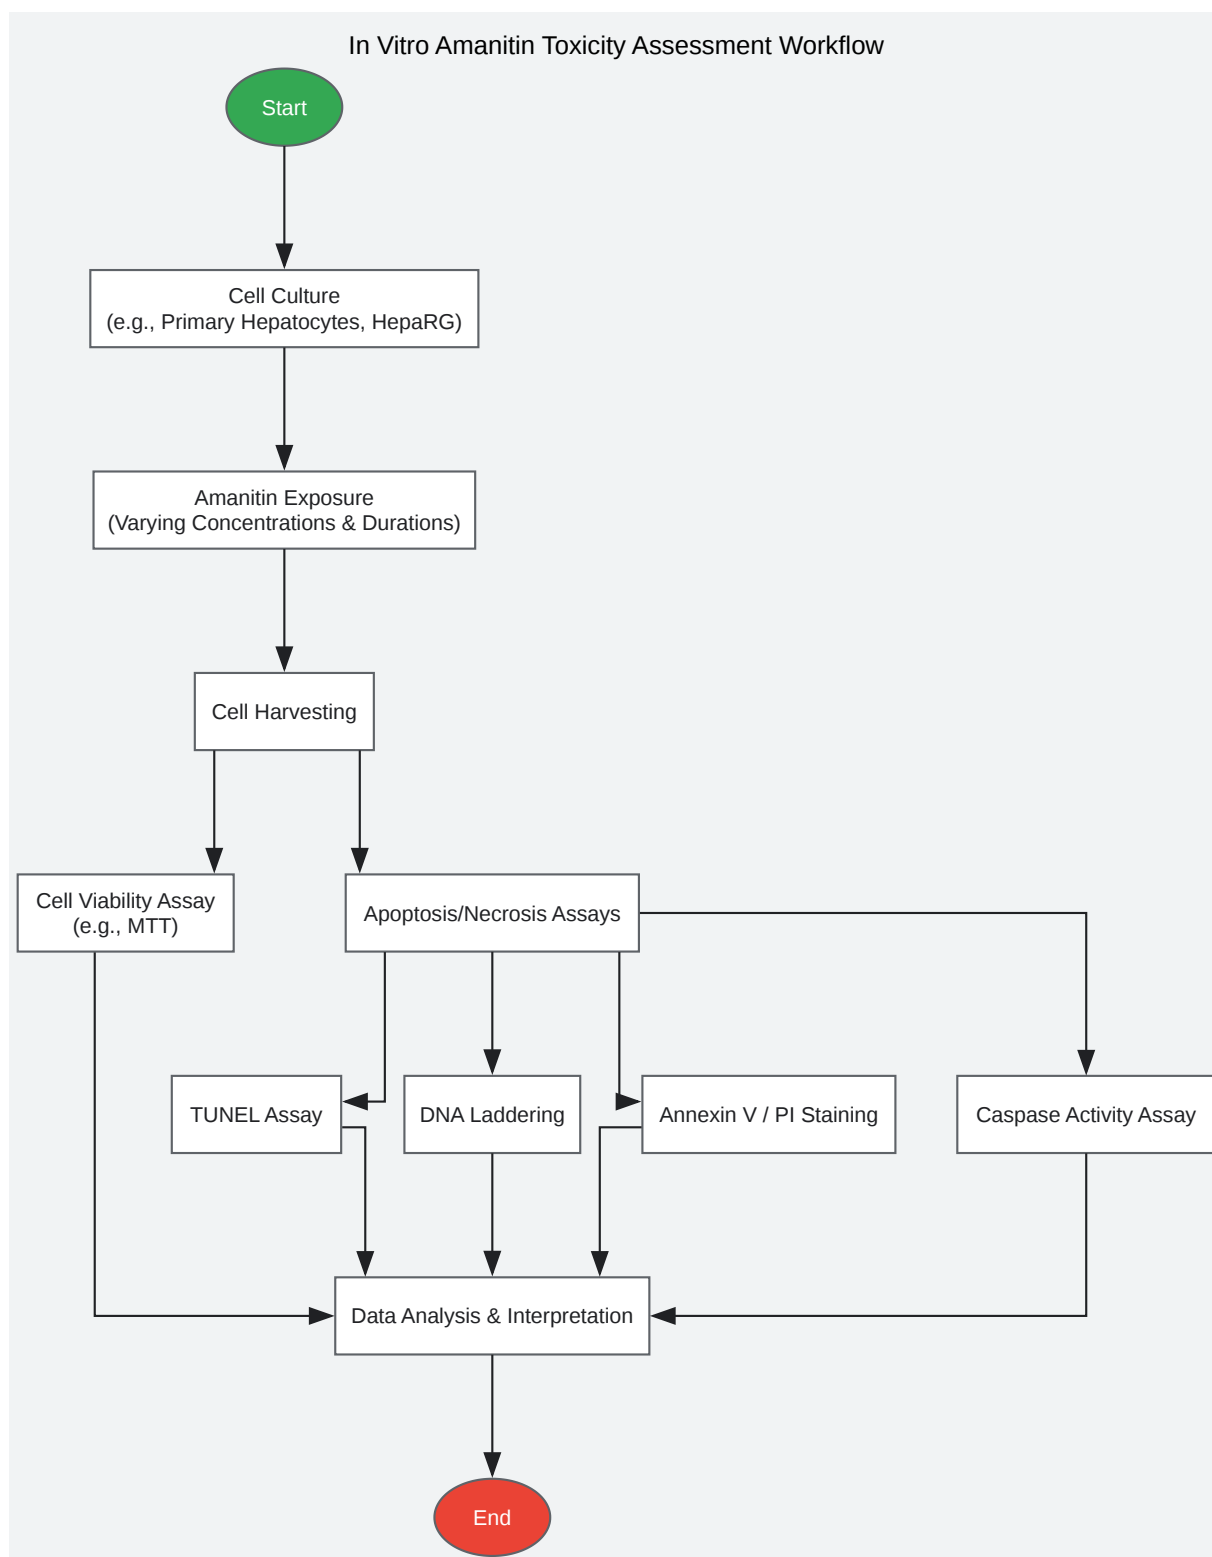 In Vitro Amanitin Toxicity Assessment Workflow
Start
Cell Culture
(e.g., Primary Hepatocytes, HepaRG)
Amanitin Exposure
(Varying Concentrations & Durations)
Cell Harvesting
Cell Viability Assay
(e.g., MTT)
Apoptosis/Necrosis Assays
TUNEL Assay
DNA Laddering
Annexin V / PI Staining
Caspase Activity Assay
Data Analysis & Interpretation
End